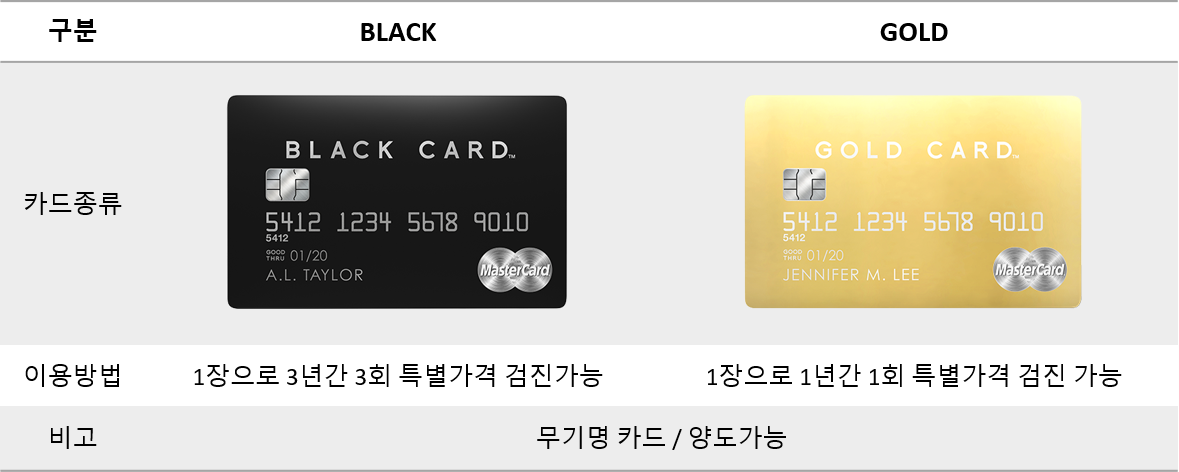 구분 BLACK GOLD
카드종류
BLACK CARD™
5412 1234 5678 9010
5412
GOOD THRU 01/20
A.L. TAYLOR
MasterCard
GOLD CARD™
5412 1234 5678 9010
5412
GOOD THRU 01/20
JENNIFER M. LEE
MasterCard
이용방법 1장으로 3년간 3회 특별가격 검진가능 1장으로 1년간 1회 특별가격 검진 가능
비고 무기명 카드 / 양도가능